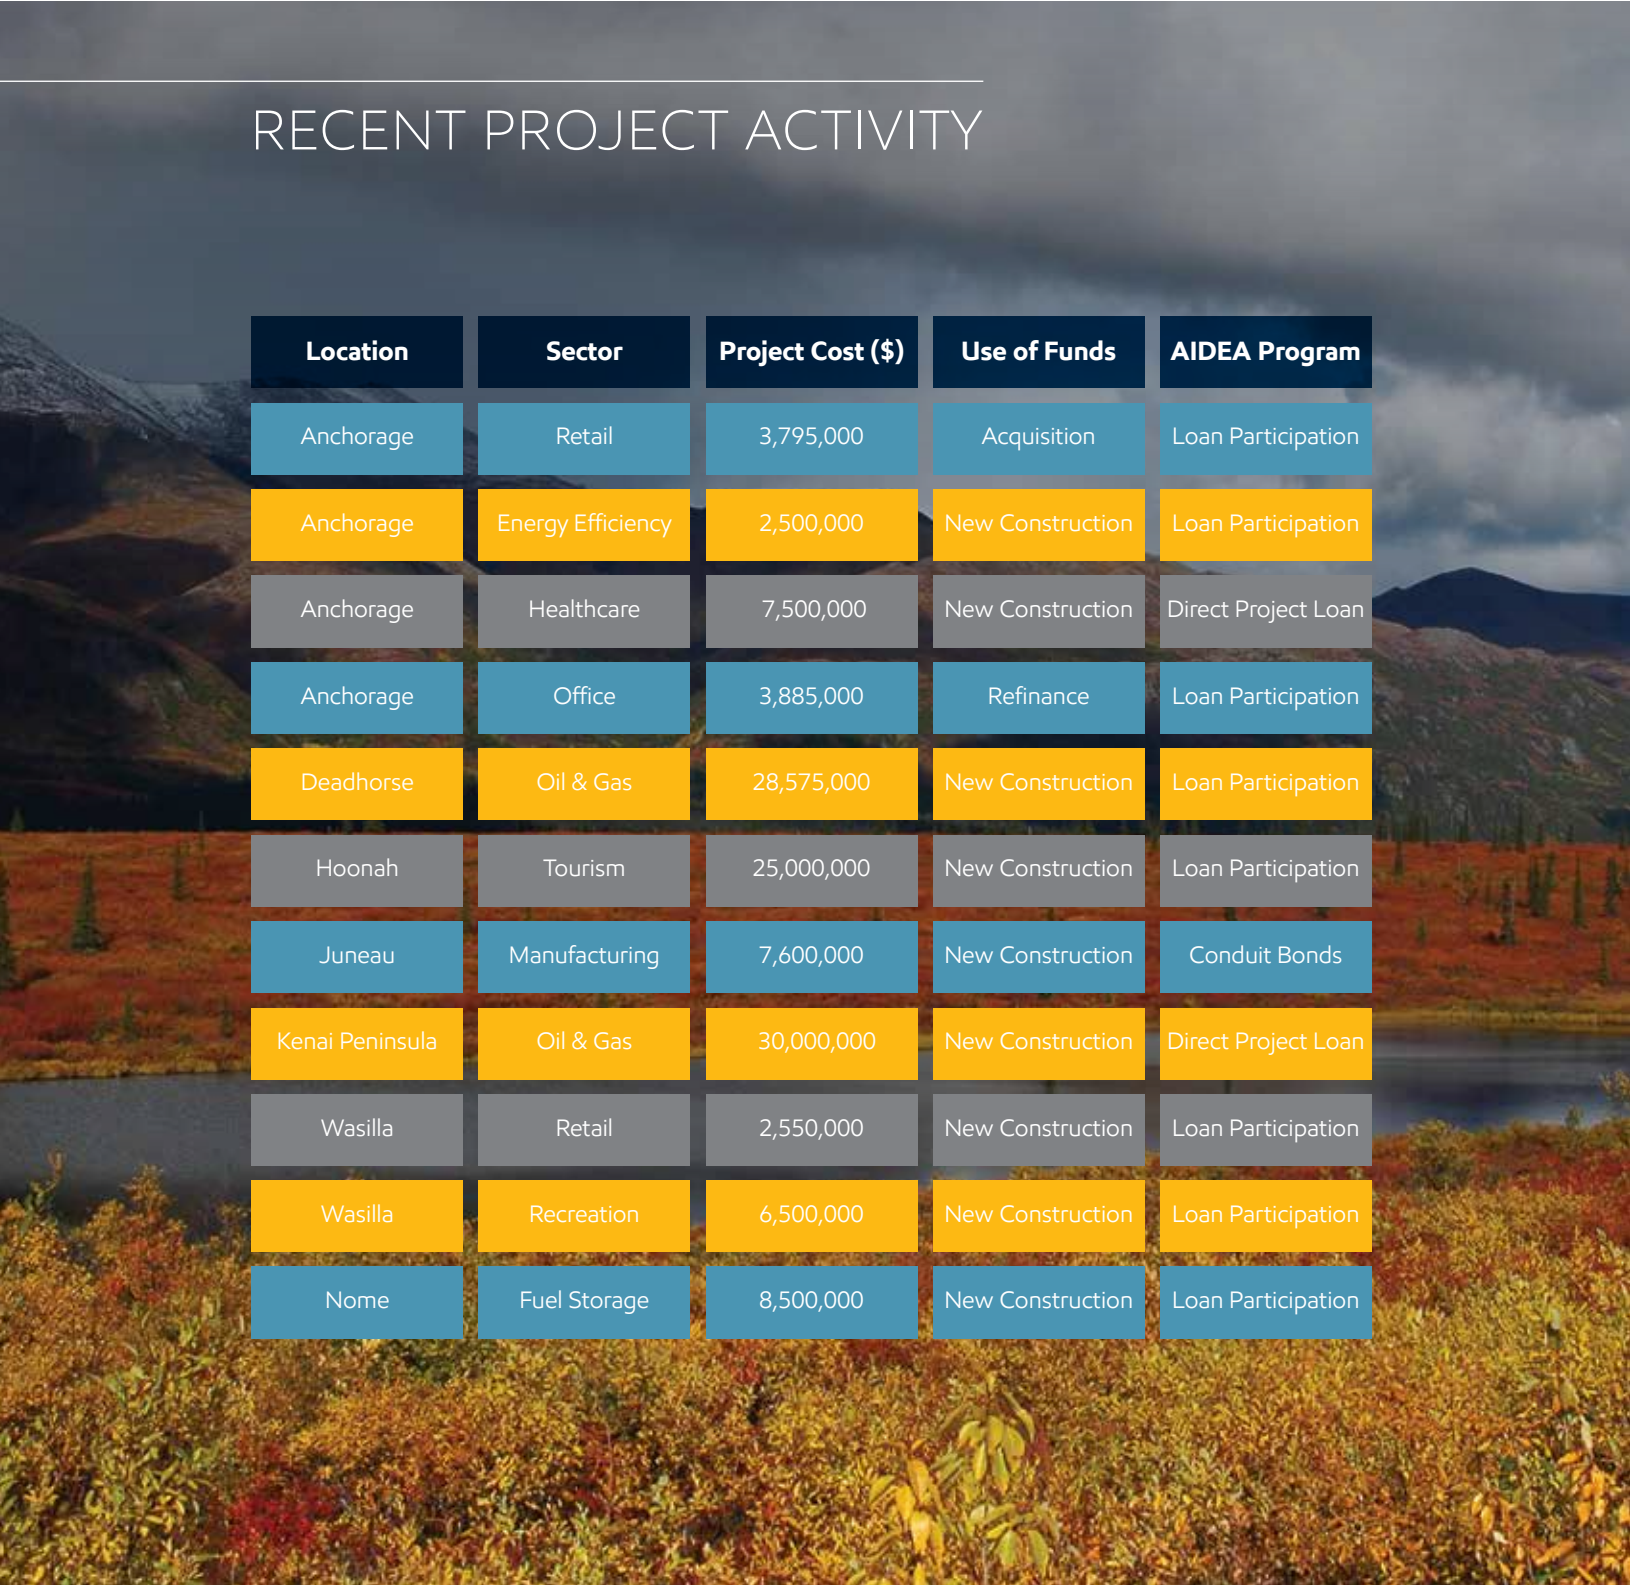 RECENT PROJECT ACTIVITY
Location Sector Project Cost ($) Use of Funds AIDEA Program
Anchorage Retail 3,795,000 Acquisition Loan Participation
Anchorage Energy Efficiency 2,500,000 New Construction Loan Participation
Anchorage Healthcare 7,500,000 New Construction Direct Project Loan
Anchorage Office 3,885,000 Refinance Loan Participation
Deadhorse Oil & Gas 28,575,000 New Construction Loan Participation
Hoonah Tourism 25,000,000 New Construction Loan Participation
Juneau Manufacturing 7,600,000 New Construction Conduit Bonds
Kenai Peninsula Oil & Gas 30,000,000 New Construction Direct Project Loan
Wasilla Retail 2,550,000 New Construction Loan Participation
Wasilla Recreation 6,500,000 New Construction Loan Participation
Nome Fuel Storage 8,500,000 New Construction Loan Participation